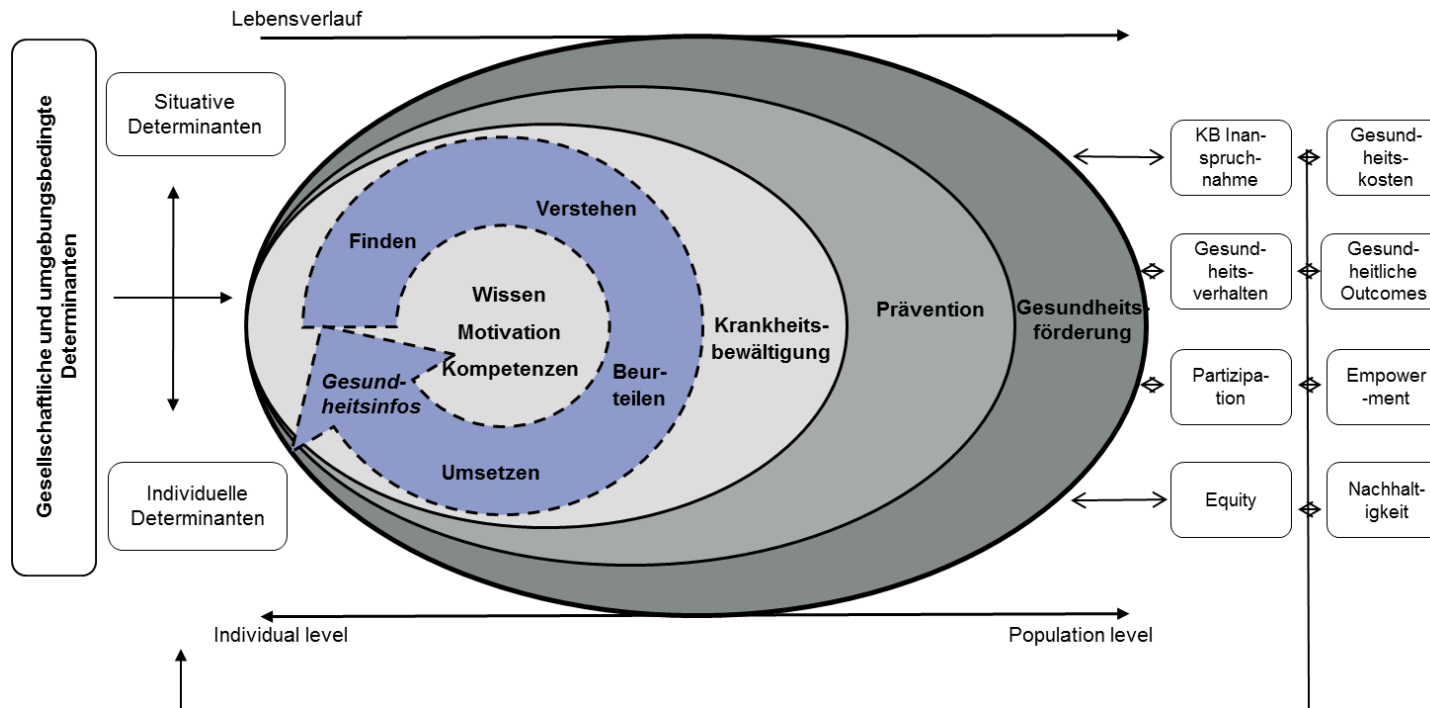 Lebensverlauf
Gesellschaftliche und umgebungsbedingte
Determinanten
Situative
Determinanten
Individuelle
Determinanten
Finden
Verstehen
Wissen
Motivation
Kompetenzen
Beur-
teilen
Umsetzen
Gesund-
heitsinfos
Krankheits-
bewältigung
Prävention
Gesundheits-
förderung
KB Inan-
spruch-
nahme
Gesund-
heits-
kosten
Gesund-
heits-
verhalten
Gesund-
heitliche
Outcomes
Partizipa-
tion
Empower
-ment
Equity
Nachhalt-
igkeit
Individual level
Population level